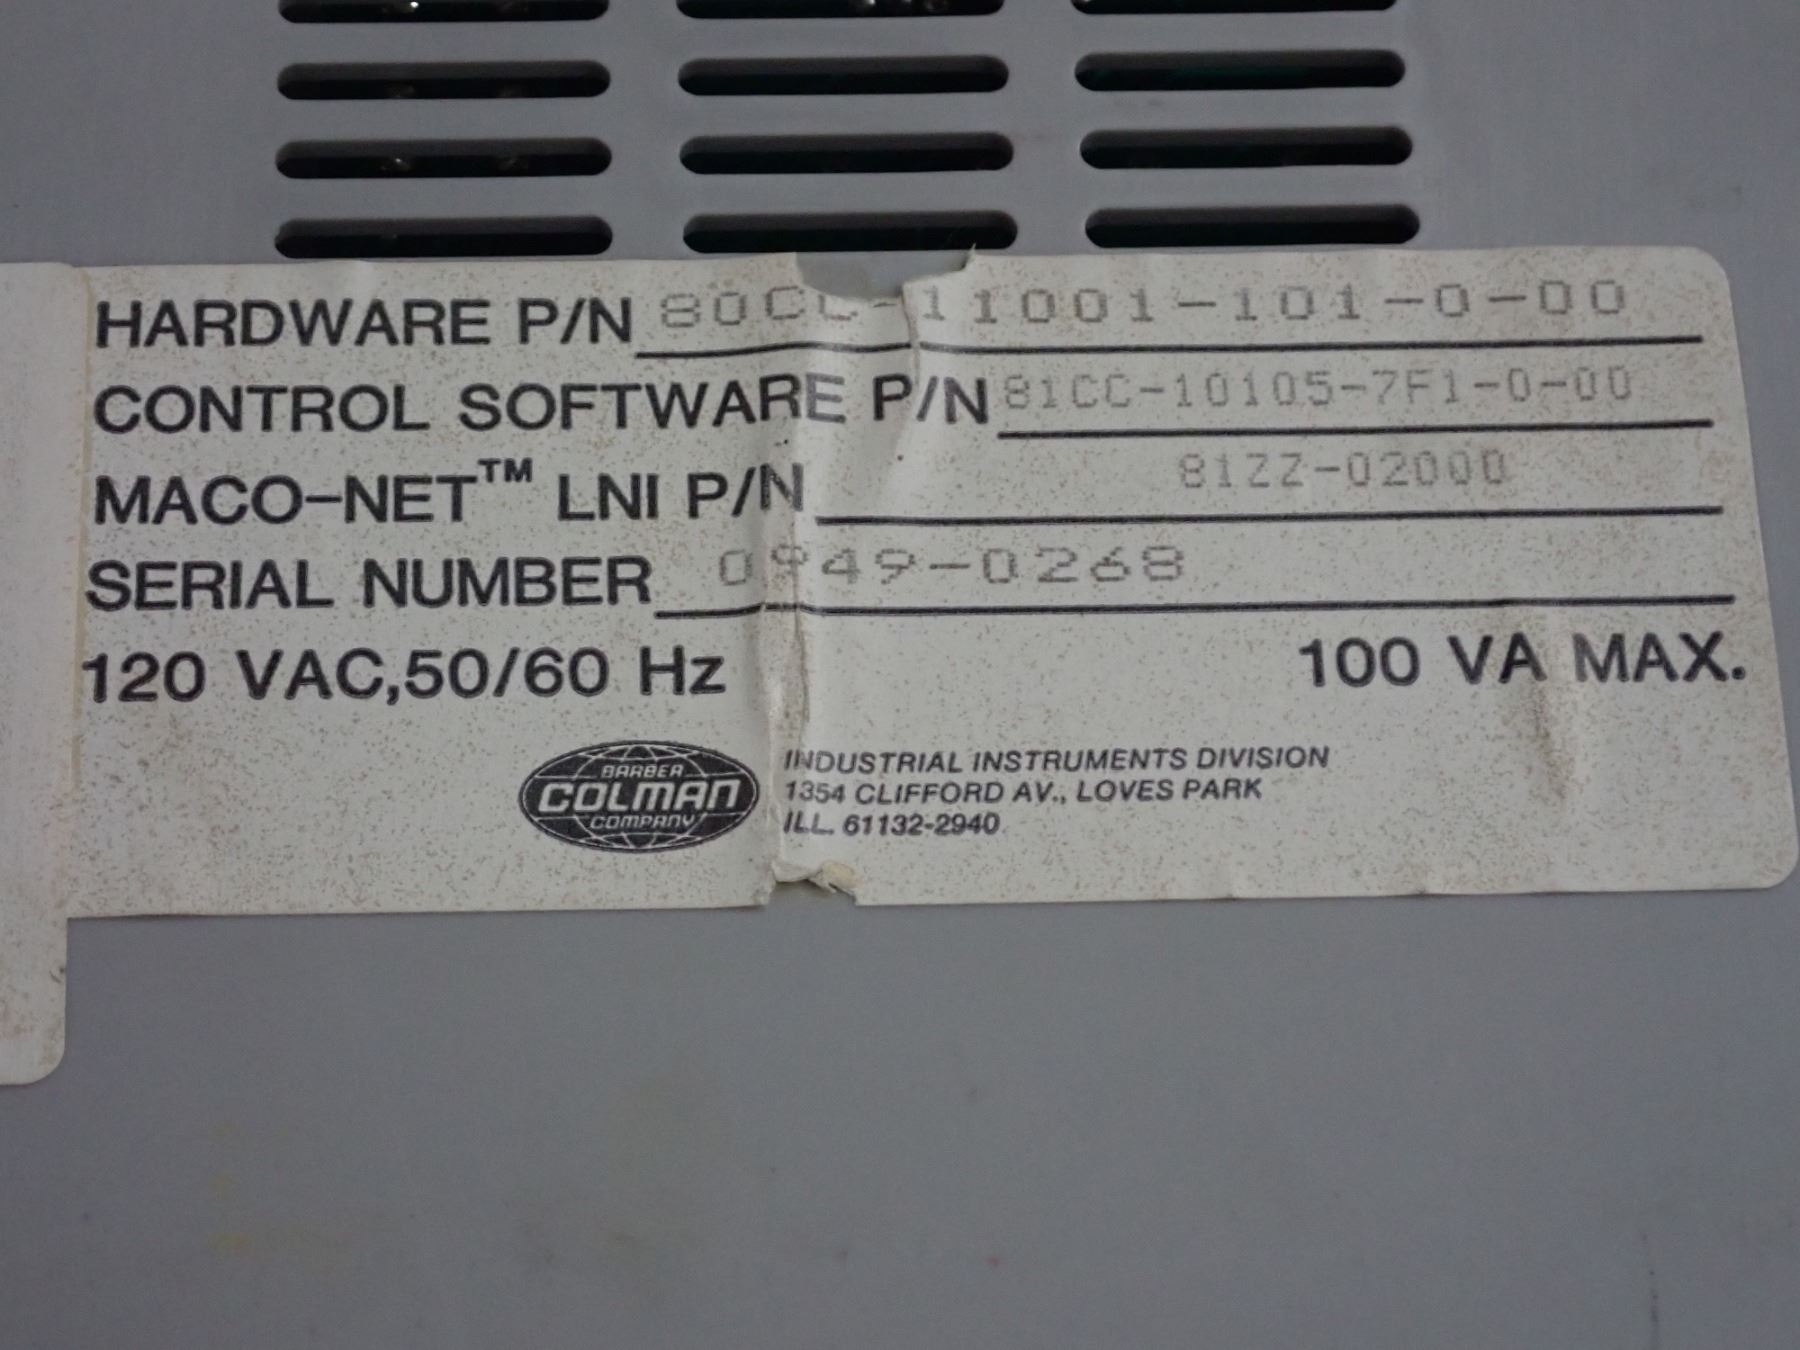 HARDWARE P/N 80CC-11001-101-0-00
CONTROL SOFTWARE P/N 81CC-10105-7F1-0-00
MACO-NET™ LNI P/N 81ZZ-02000
SERIAL NUMBER 0949-0268
120 VAC,50/60 Hz 100 VA MAX.
BARBER
COLMAN
COMPANY
INDUSTRIAL INSTRUMENTS DIVISION
1354 CLIFFORD AV., LOVES PARK
ILL. 61132-2940